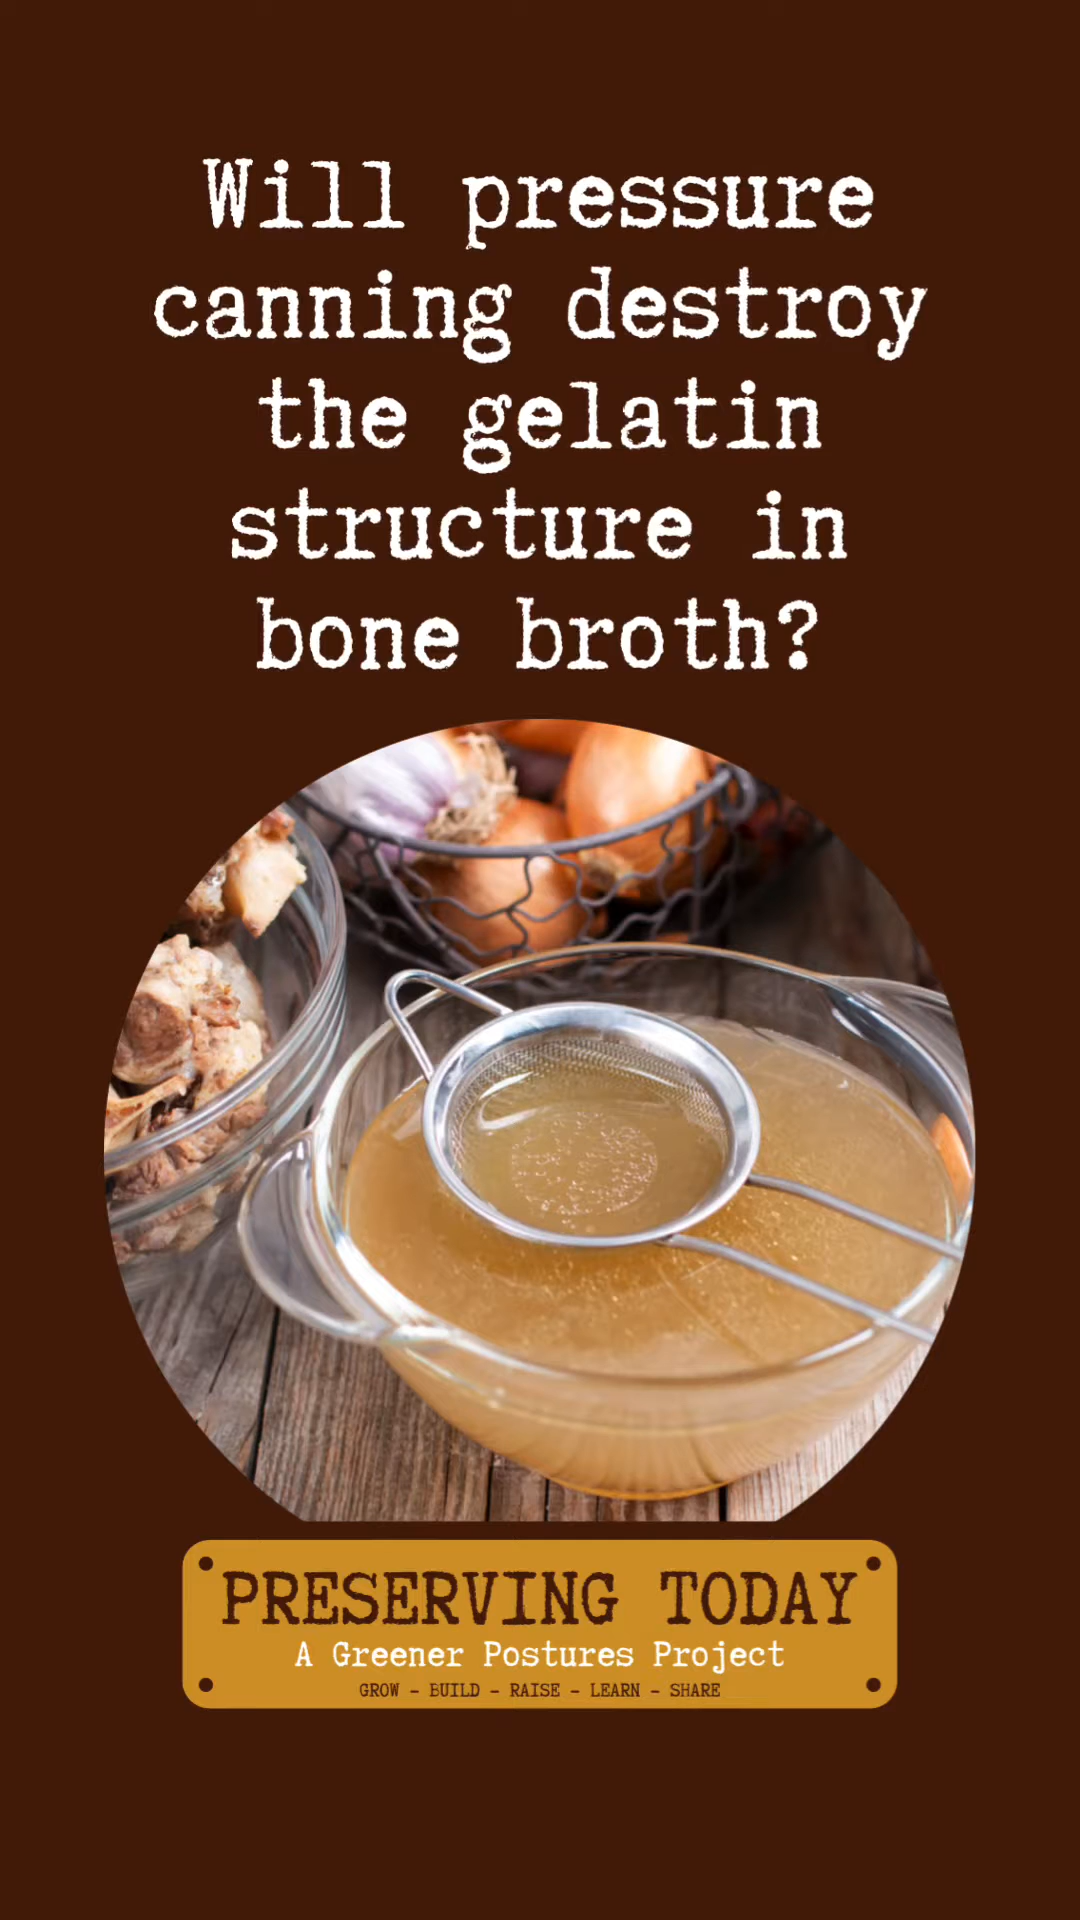 Will pressure
canning destroy
the gelatin
structure in
bone broth?
PRESERVING TODAY
A Greener Postures Project
GROW - BUILD - RAISE - LEARN - SHARE